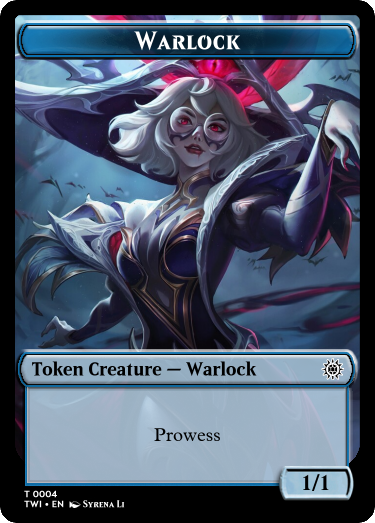 Warlock
Token Creature — Warlock
Prowess
1/1
T 0004
TWI • EN Syrena Li